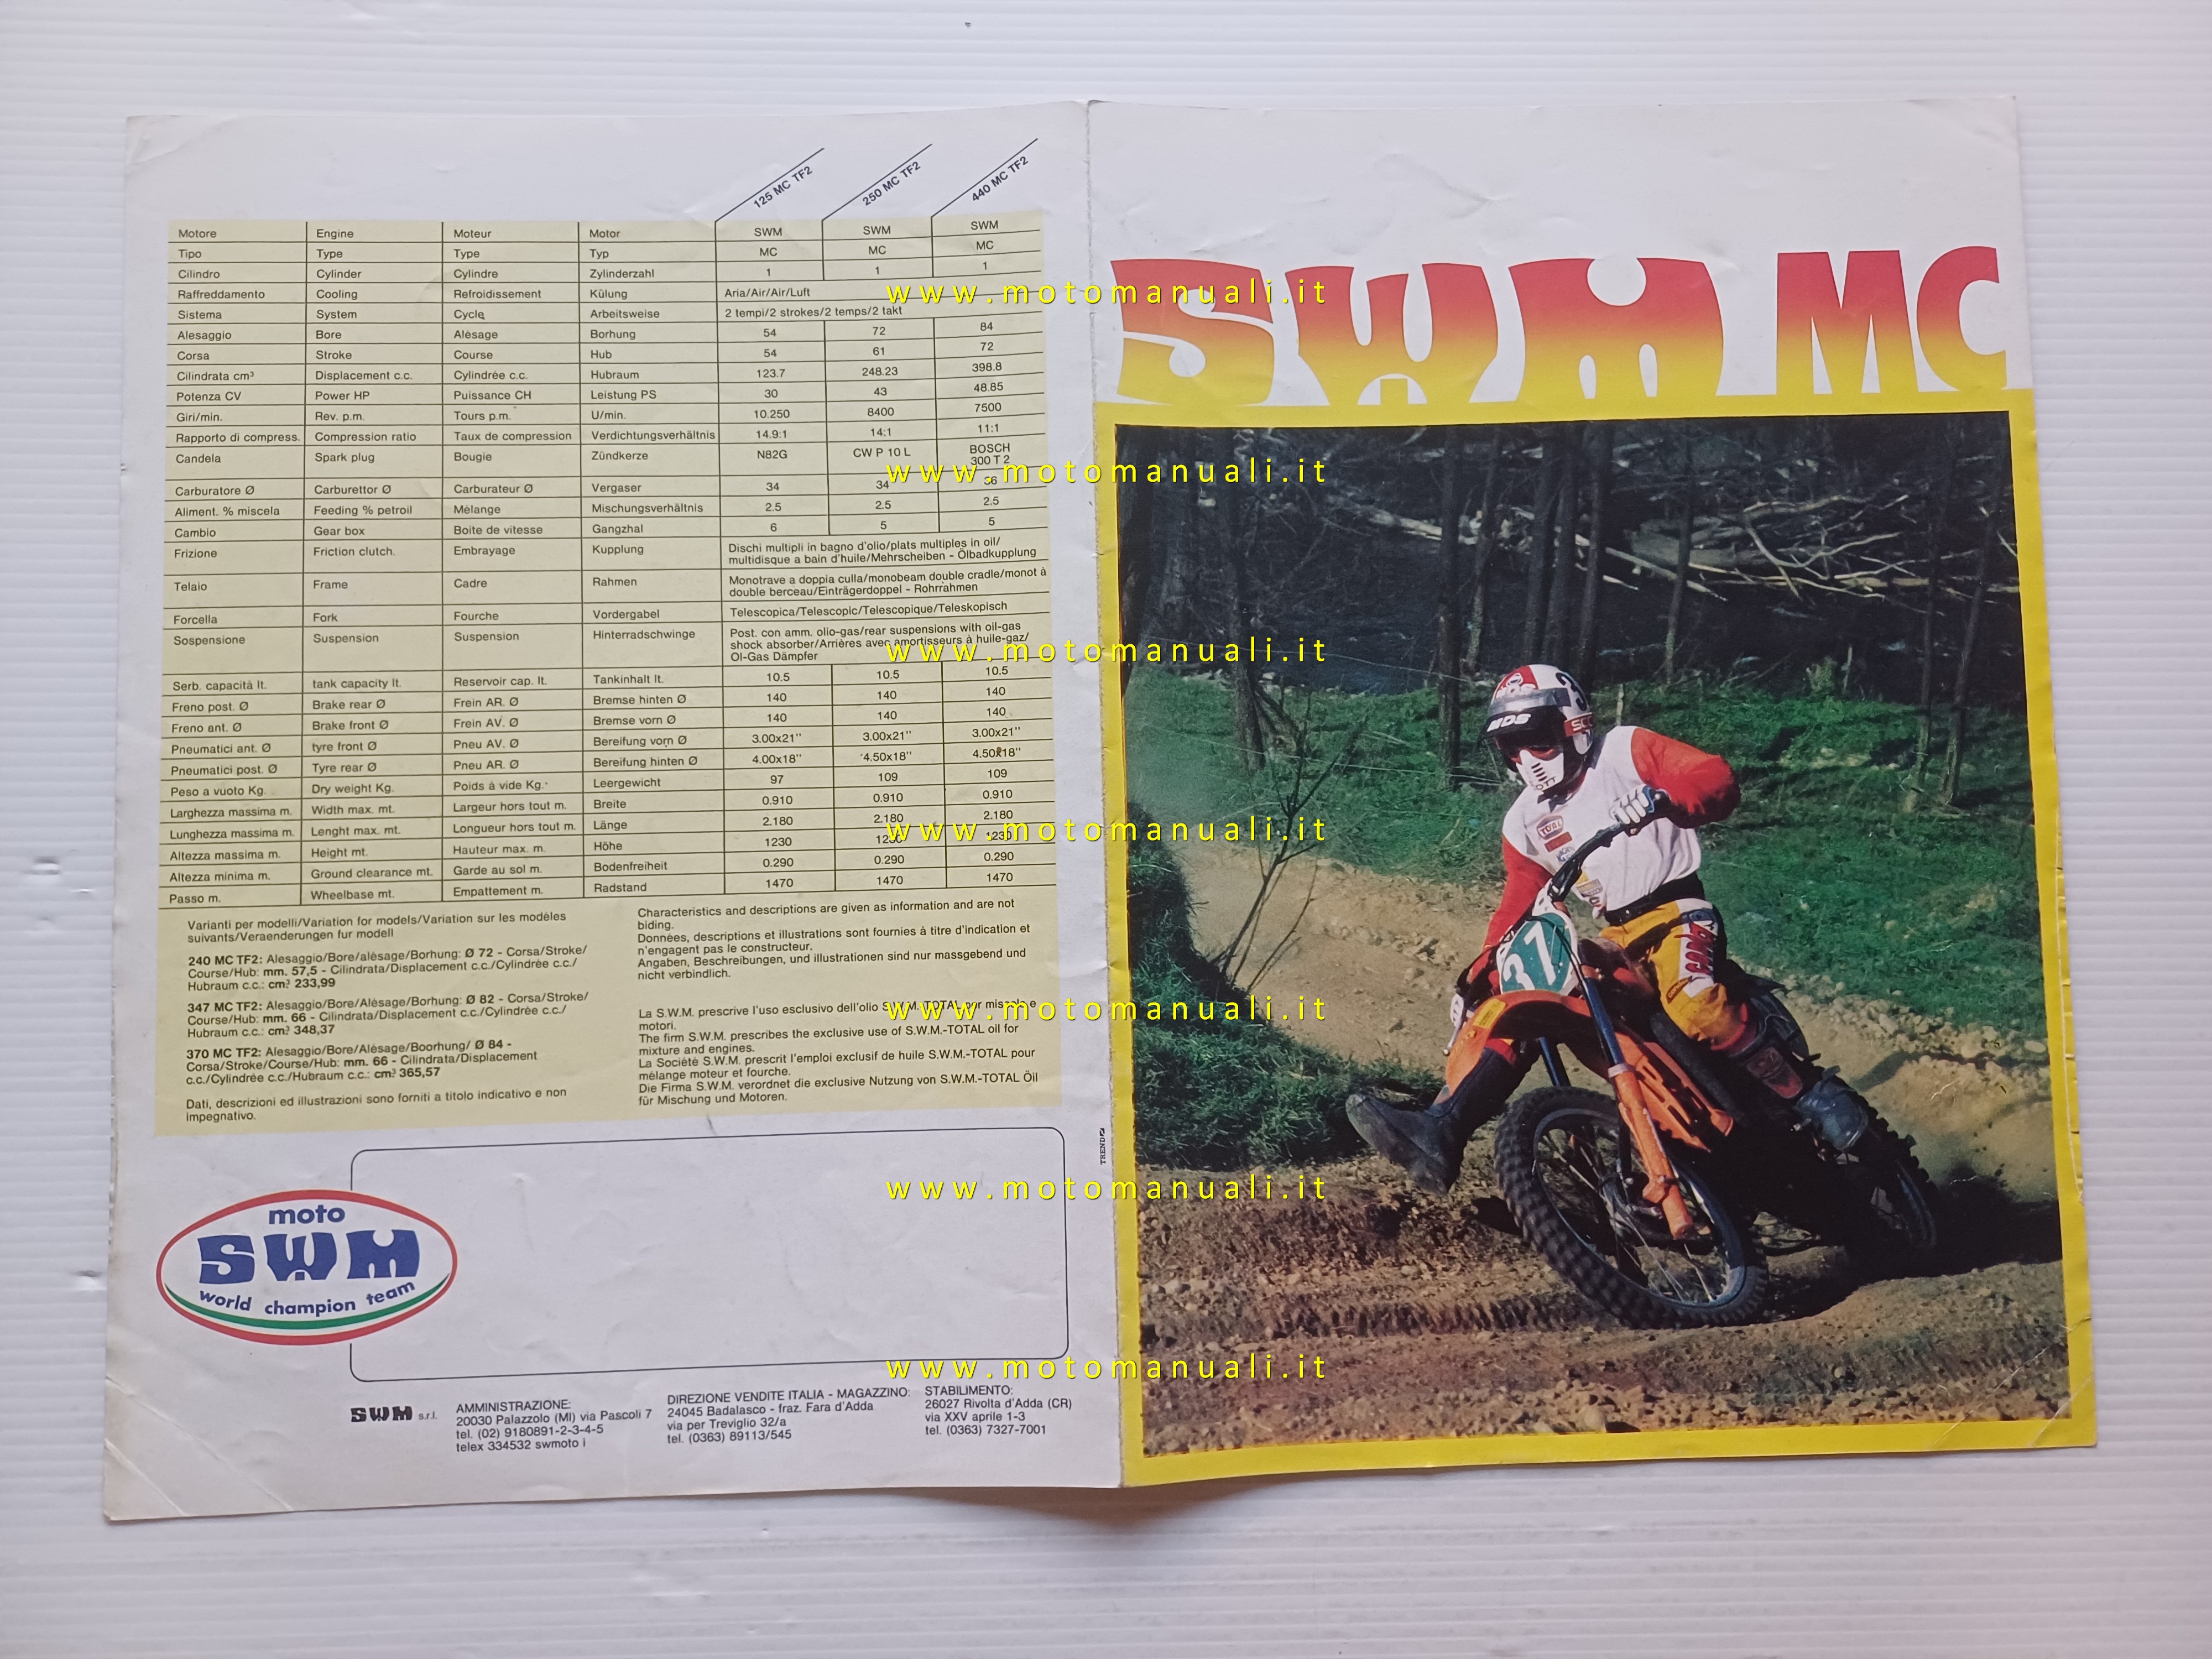 125 MC TF2 250 MC TF2 440 MC TF2
Motore Engine Moteur Motor SWM SWM SWM
Tipo Type Type Typ MC MC MC
Cilindro Cylinder Cylindre Zylinderzahl 1 1 1
Raffreddamento Cooling Refroidissement Külung Aria/Air/Air/Luft
Sistema System Cycle Arbeitsweise 2 tempi/2 strokes/2 temps/2 takt
Alesaggio Bore Alésage Borhung 54 72 84
Corsa Stroke Course Hub 54 61 72
Cilindrata cm³ Displacement c.c. Cylindrée c.c. Hubraum 123.7 248.23 398.8
Potenza CV Power HP Puissance CH Leistung PS 30 43 48.85
Giri/min. Rev. p.m. Tours p.m. U/min. 10.250 8400 7500
Rapporto di compress. Compression ratio Taux de compression Verdichtungsverhältnis 14.9:1 14:1 11:1
Candela Spark plug Bougie Zündkerze N82G CW P 10 L BOSCH
300 T 2
Carburatore Ø Carburettor Ø Carburateur Ø Vergaser 34 34 36
Aliment. % miscela Feeding % petroil Mélange Mischungsverhältnis 2.5 2.5 2.5
Cambio Gear box Boite de vitesse Gangzhal 6 5 5
Frizione Friction clutch. Embrayage Kupplung Dischi multipli in bagno d'olio/plats multiples in oil/
multidisque a bain d'huile/Mehrscheiben - Ölbadkupplung
Telaio Frame Cadre Rahmen Monotrave a doppia culla/monobeam double cradle/monot à
double berceau/Einträgerdoppel - Rohrrahmen
Forcella Fork Fourche Vordergabel Telescopica/Telescopic/Telescopique/Teleskopisch
Sospensione Suspension Suspension Hinterradschwinge Post. con amm. olio-gas/rear suspensions with oil-gas
shock absorber/Arrières avec amortisseurs à huile-gaz/
Ol-Gas Dämpfer
Serb. capacità lt. tank capacity lt. Reservoir cap. lt. Tankinhalt lt. 10.5 10.5 10.5
Freno post. Ø Brake rear Ø Frein AR. Ø Bremse hinten Ø 140 140 140
Freno ant. Ø Brake front Ø Frein AV. Ø Bremse vorn Ø 140 140 140
Pneumatici ant. Ø tyre front Ø Pneu AV. Ø Bereifung vorn Ø 3.00x21" 3.00x21" 3.00x21"
Pneumatici post. Ø Tyre rear Ø Pneu AR. Ø Bereifung hinten Ø 4.00x18" 4.50x18" 4.50x18"
Peso a vuoto Kg. Dry weight Kg. Poids à vide Kg. Leergewicht 97 109 109
Larghezza massima m. Width max. mt. Largeur hors tout m. Breite 0.910 0.910 0.910
Lunghezza massima m. Lenght max. mt. Longueur hors tout m. Länge 2.180 2.180 2.180
Altezza massima m. Height mt. Hauteur max. m. Höhe 1230 1230 1230
Altezza minima m. Ground clearance mt. Garde au sol m. Bodenfreiheit 0.290 0.290 0.290
Passo m. Wheelbase mt. Empattement m. Radstand 1470 1470 1470
Varianti per modelli/Variation for models/Variation sur les modèles
suivants/Veraenderungen fur modell
240 MC TF2: Alesaggio/Bore/alésage/Borhung: Ø 72 - Corsa/Stroke/
Course/Hub: mm. 57,5 - Cilindrata/Displacement c.c./Cylindrée c.c./
Hubraum c.c.: cm³ 233,99
347 MC TF2: Alesaggio/Bore/Alésage/Borhung: Ø 82 - Corsa/Stroke/
Course/Hub: mm. 66 - Cilindrata/Displacement c.c./Cylindrée c.c./
Hubraum c.c.: cm³ 348,37
370 MC TF2: Alesaggio/Bore/Alésage/Boorhung/ Ø 84 -
Corsa/Stroke/Course/Hub: mm. 66 - Cilindrata/Displacement
c.c./Cylindrée c.c./Hubraum c.c.: cm³ 365,57
Dati, descrizioni ed illustrazioni sono forniti a titolo indicativo e non
impegnativo.
Characteristics and descriptions are given as information and are not
biding.
Données, descriptions et illustrations sont fournies à titre d'indication et
n'engagent pas le constructeur.
Angaben, Beschreibungen, und illustrationen sind nur massgebend und
nicht verbindlich.
La S.W.M. prescrive l'uso esclusivo dell'olio S.W.M.-TOTAL per miscela e
motori.
The firm S.W.M. prescribes the exclusive use of S.W.M.-TOTAL oil for
mixture and engines.
La Société S.W.M. prescrit l'emploi exclusif de huile S.W.M.-TOTAL pour
mélange moteur et fourche.
Die Firma S.W.M. verordnet die exclusive Nutzung von S.W.M.-TOTAL Öil
für Mischung und Motoren.
TREND
moto
SWM
world champion team
SWM s.r.l.
AMMINISTRAZIONE:
20030 Palazzolo (MI) via Pascoli 7
tel. (02) 9180891-2-3-4-5
telex 334532 swmoto i
DIREZIONE VENDITE ITALIA - MAGAZZINO:
24045 Badalasco - fraz. Fara d'Adda
via per Treviglio 32/a
tel. (0363) 89113/545
STABILIMENTO:
26027 Rivolta d'Adda (CR)
via XXV aprile 1-3
tel. (0363) 7327-7001
SWM MC
MDS
37
www.motomanuali.it
www.motomanuali.it
www.motomanuali.it
www.motomanuali.it
www.motomanuali.it
www.motomanuali.it
www.motomanuali.it